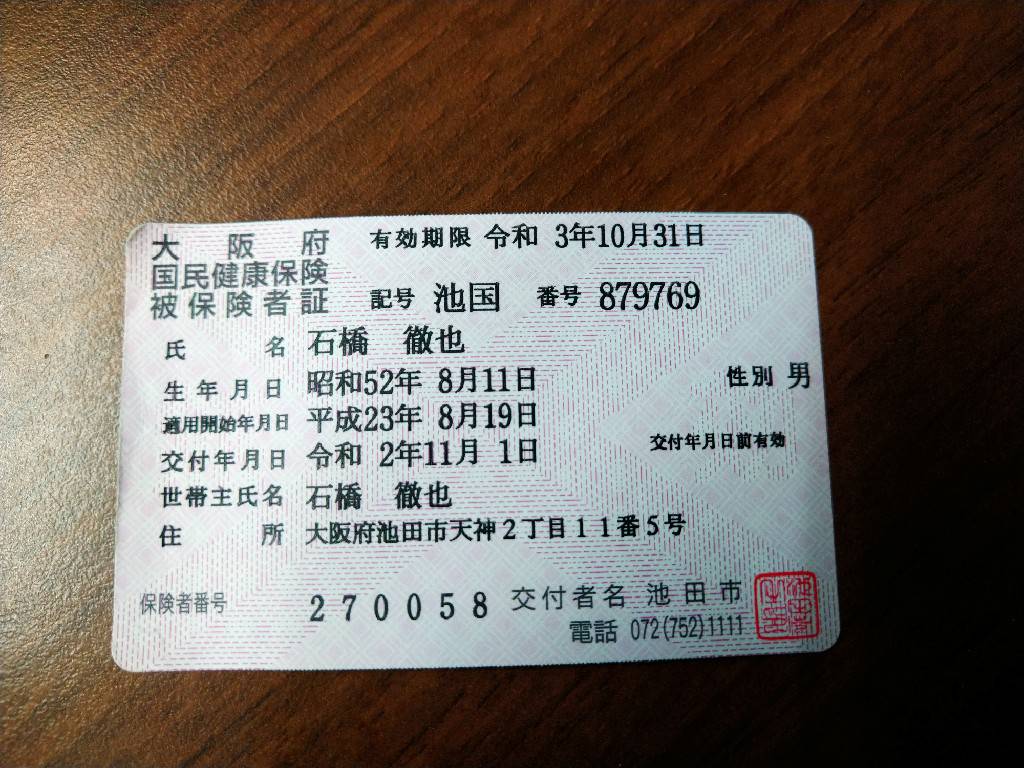 大阪府 有効期限 令和 3年10月31日
国民健康保険
被保険者証 記号 池国 番号 879769
氏名 石橋 徹也
生年月日 昭和52年 8月11日 性別 男
適用開始年月日 平成23年 8月19日
交付年月日 令和 2年11月 1日 交付年月日前有効
世帯主氏名 石橋 徹也
住所 大阪府池田市天神2丁目11番5号
保険者番号 270058 交付者名 池田市
電話 072(752)1111